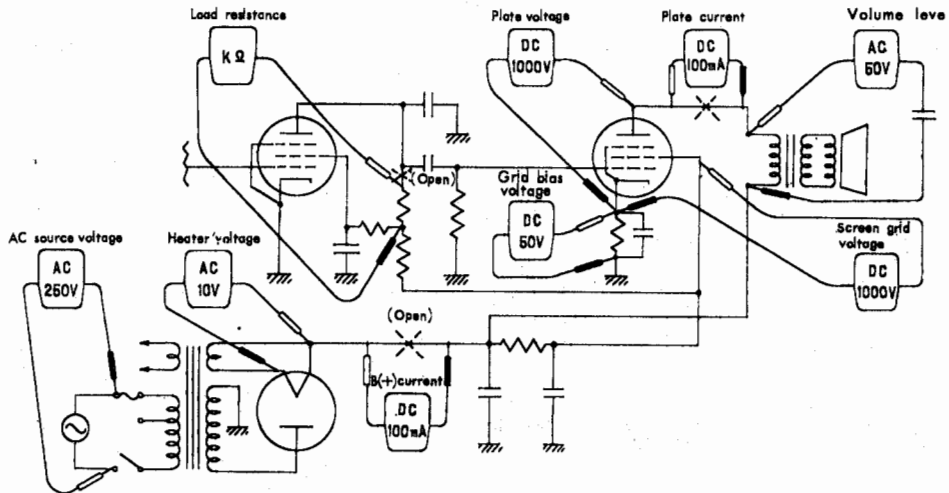 Load resistance
kΩ
Plate voltage
DC
1000V
Plate current
DC
100mA
Volume leve
AC
50V
(Open)
Grid bias
voltage
DC
50V
Screen grid
voltage
DC
1000V
AC source voltage
AC
250V
Heater voltage
AC
10V
(Open)
B(+)current
DC
100mA